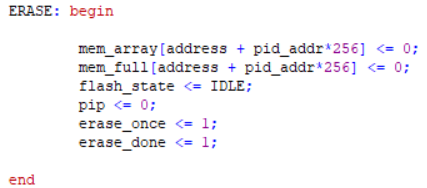 ERASE: begin
mem_array[address + pid_addr*256] <= 0;
mem_full[address + pid_addr*256] <= 0;
flash_state <= IDLE;
pip <= 0;
erase_once <= 1;
erase_done <= 1;
end